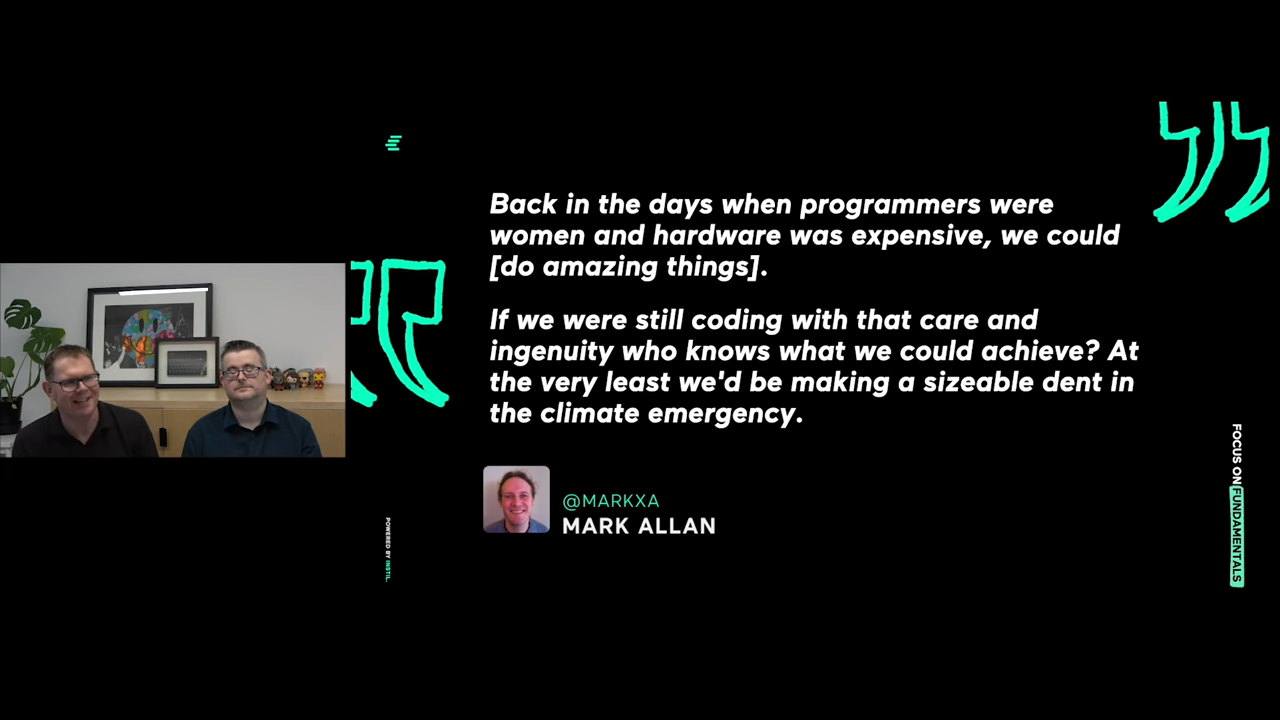 Back in the days when programmers were
women and hardware was expensive, we could
[do amazing things].
If we were still coding with that care and
ingenuity who knows what we could achieve? At
the very least we'd be making a sizeable dent in
the climate emergency.
@MARKXA
MARK ALLAN
POWERED BY INSTIL.
FOCUS ON FUNDAMENTALS